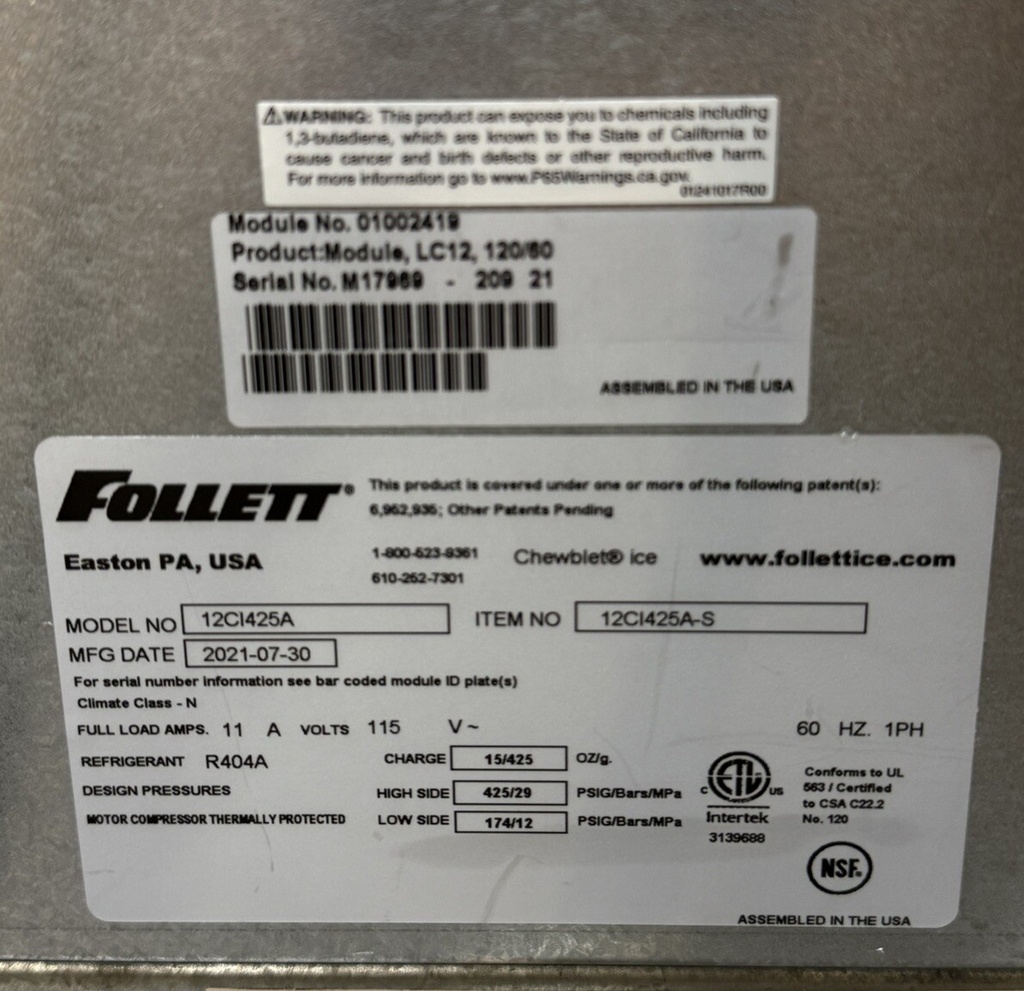 ⚠WARNING: This product can expose you to chemicals including
1,3-butadiene, which are known to the State of California to
cause cancer and birth defects or other reproductive harm.
For more information go to www.P65Warnings.ca.gov.
01241017R00
Module No. 01002419
Product:Module, LC12, 120/60
Serial No. M17969 - 209 21
ASSEMBLED IN THE USA
FOLLETT®
This product is covered under one or more of the following patent(s):
6,952,935; Other Patents Pending
Easton PA, USA
1-800-523-9361
610-252-7301
Chewblet® ice
www.follettice.com
MODEL NO 12CI425A ITEM NO 12CI425A-S
MFG DATE 2021-07-30
For serial number information see bar coded module ID plate(s)
Climate Class - N
FULL LOAD AMPS. 11 A VOLTS 115 V~ 60 HZ. 1PH
REFRIGERANT R404A CHARGE 15/425 OZ/g.
DESIGN PRESSURES HIGH SIDE 425/29 PSIG/Bars/MPa
MOTOR COMPRESSOR THERMALLY PROTECTED LOW SIDE 174/12 PSIG/Bars/MPa
C ETL US
Intertek
3139688
Conforms to UL
563 / Certified
to CSA C22.2
No. 120
NSF®
ASSEMBLED IN THE USA